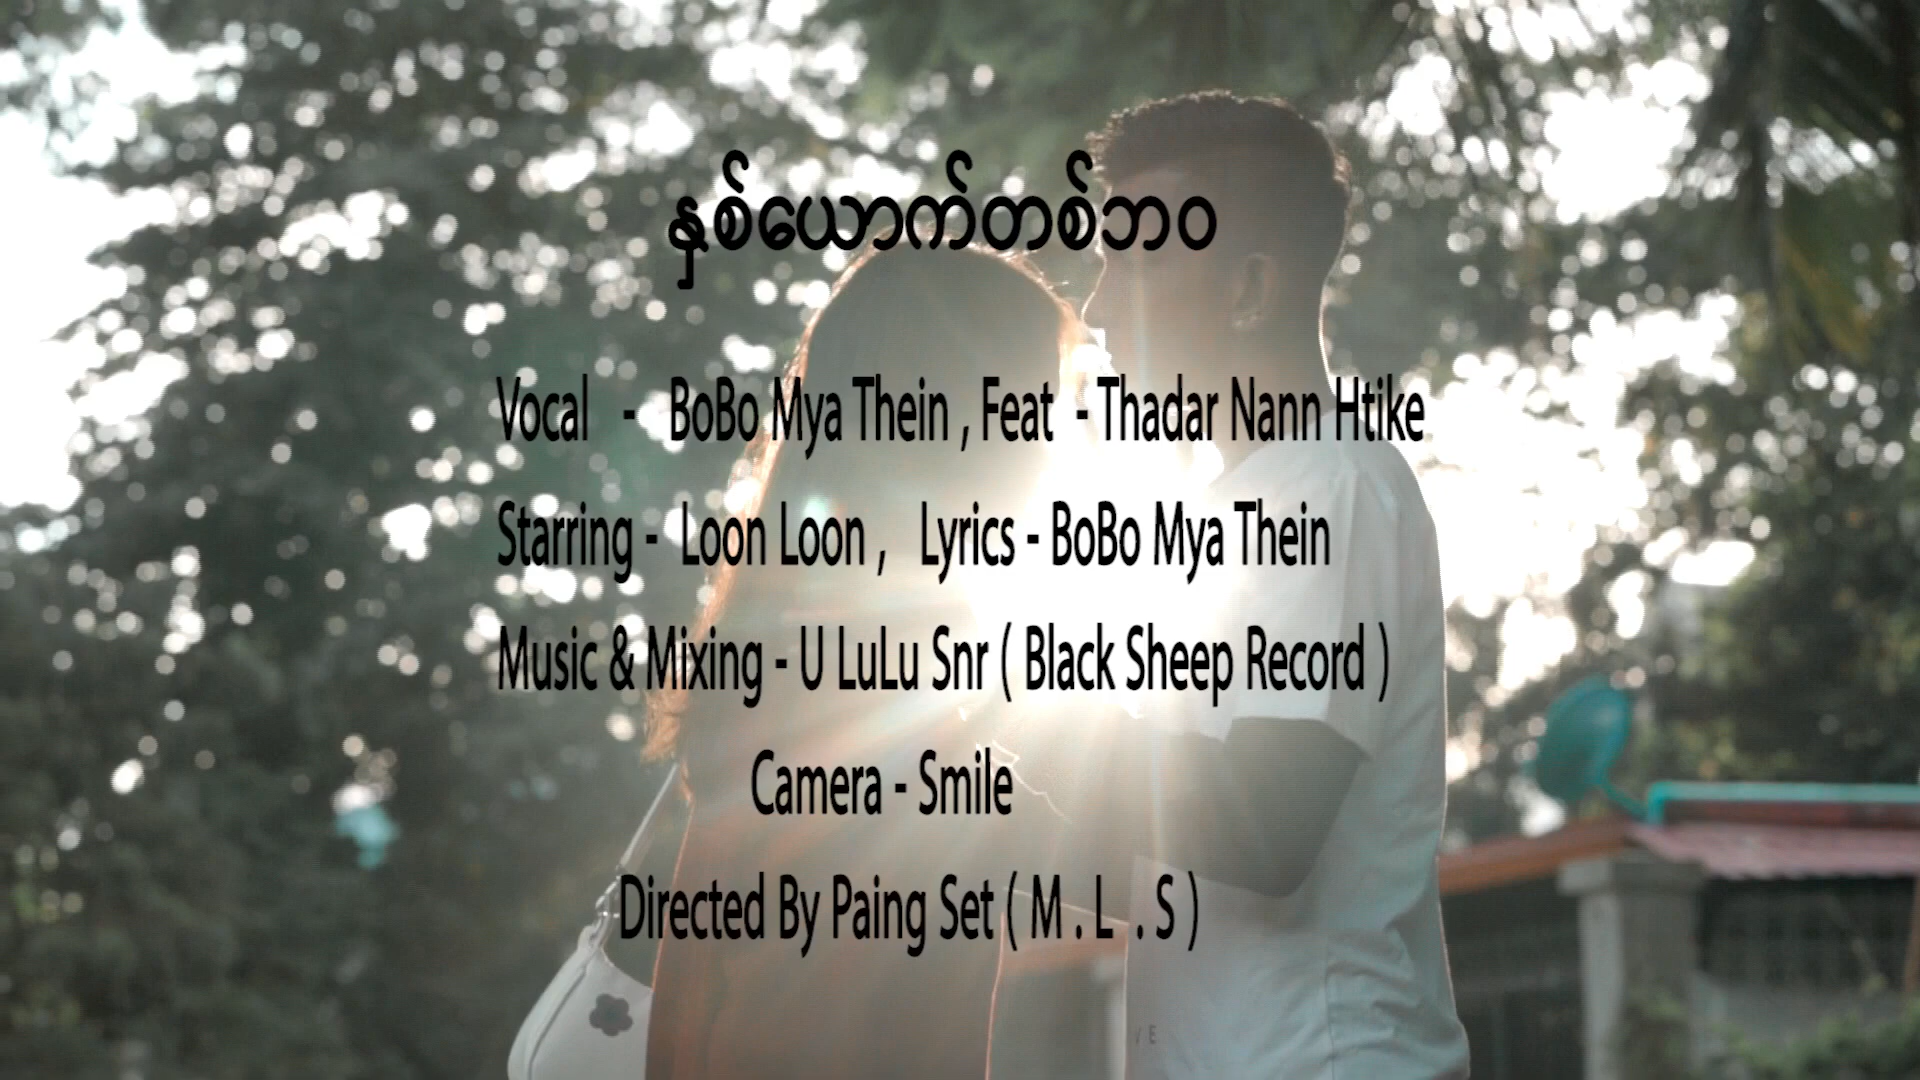 နှစ်ယောက်တစ်ဘဝ
Vocal - BoBo Mya Thein , Feat - Thadar Nann Htike
Starring - Loon Loon , Lyrics - BoBo Mya Thein
Music & Mixing - U LuLu Snr ( Black Sheep Record )
Camera - Smile
Directed By Paing Set ( M . L . S )
V E